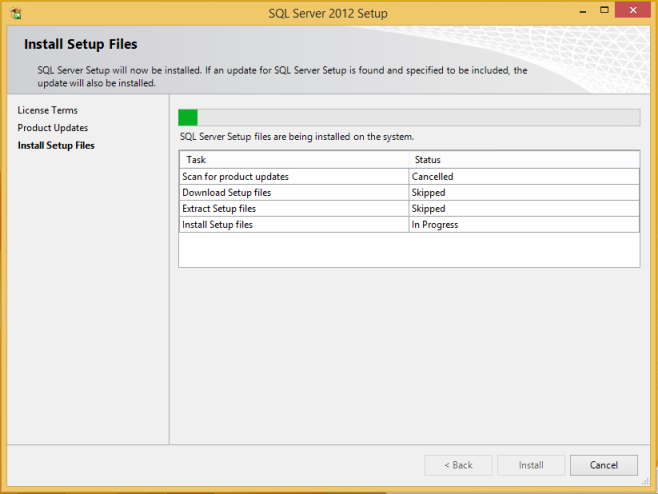 SQL Server 2012 Setup
Install Setup Files
SQL Server Setup will now be installed. If an update for SQL Server Setup is found and specified to be included, the
update will also be installed.
License Terms
Product Updates
Install Setup Files
SQL Server Setup files are being installed on the system.
Task Status
Scan for product updates Cancelled
Download Setup files Skipped
Extract Setup files Skipped
Install Setup files In Progress
< Back Install Cancel